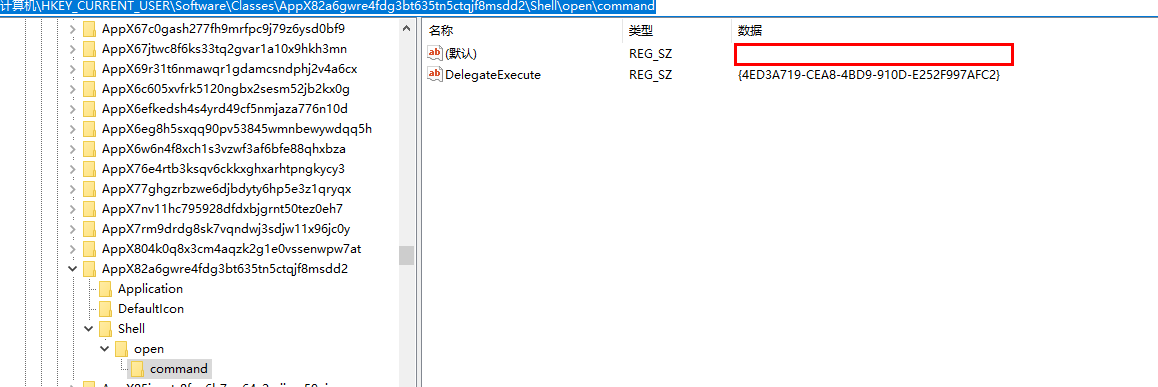 计算机\HKEY_CURRENT_USER\Software\Classes\AppX82a6gwre4fdg3bt635tn5ctqjf8msdd2\Shell\open\command
AppX67c0gash277fh9mrfpc9j79z6ysd0bf9
AppX67jtwc8f6ks33tq2gvar1a10x9hkh3mn
AppX69r31t6nmawqr1gdamcsndphj2v4a6cx
AppX6c605xvfrk5120ngbx2sesm52jb2kx0g
AppX6efkedsh4s4yrd49cf5nmjaza776n10d
AppX6eg8h5sxqq90pv53845wmnbewywdqq5h
AppX6w6n4f8xch1s3vzwf3af6bfe88qhxbza
AppX76e4rtb3ksqv6ckkxghxarhtpngkycy3
AppX77ghgzrbzwe6djbdyty6hp5e3z1qryqx
AppX7nv11hc795928dfdxbjgrnt50tez0eh7
AppX7rm9drdg8sk7vqndwj3sdjw11x96jc0y
AppX804k0q8x3cm4aqzk2g1e0vssenwpw7at
AppX82a6gwre4fdg3bt635tn5ctqjf8msdd2
Application
DefaultIcon
Shell
open
command
名称 类型 数据
ab (默认) REG_SZ
ab DelegateExecute REG_SZ {4ED3A719-CEA8-4BD9-910D-E252F997AFC2}